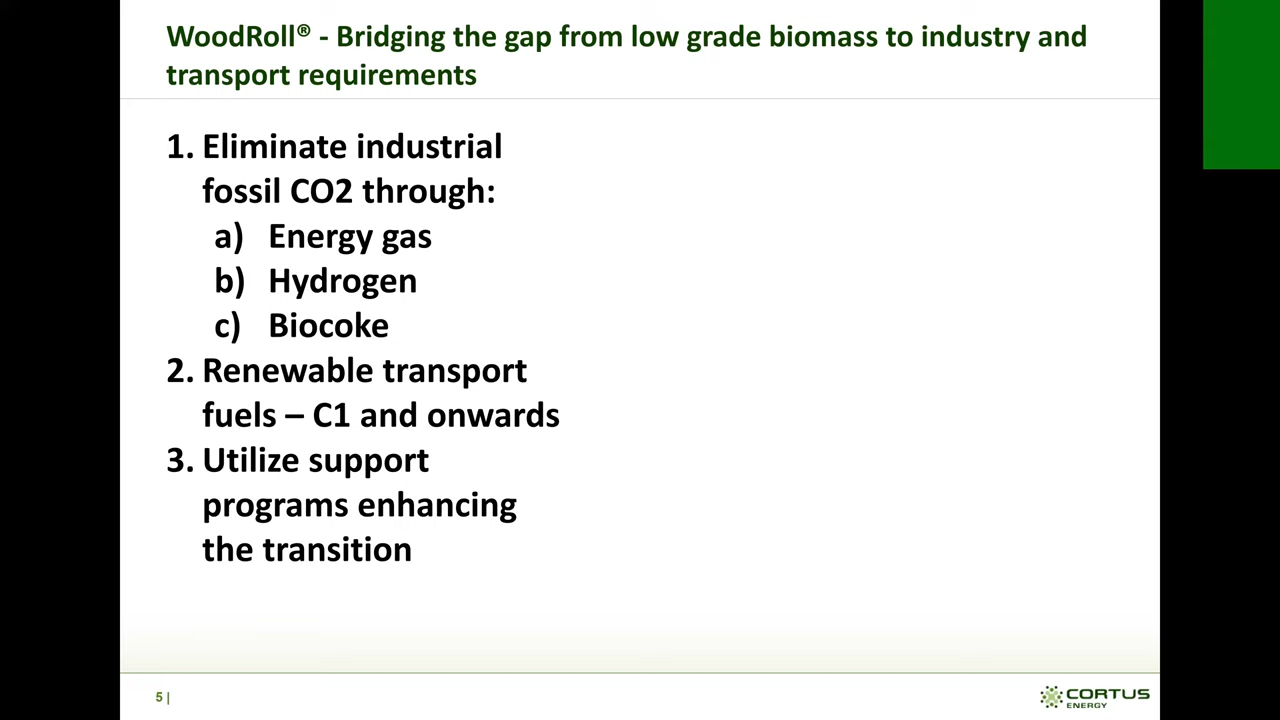 WoodRoll® - Bridging the gap from low grade biomass to industry and
transport requirements
1. Eliminate industrial
fossil CO2 through:
a) Energy gas
b) Hydrogen
c) Biocoke
2. Renewable transport
fuels – C1 and onwards
3. Utilize support
programs enhancing
the transition
5 |
CORTUS
ENERGY